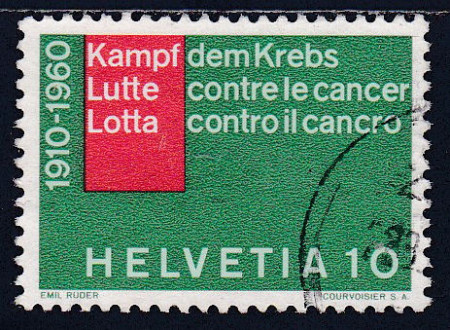 1910-1960
Kampf dem Krebs
Lutte contre le cancer
Lotta contro il cancro
HELVETIA 10
EMIL RUDER COURVOISIER S.A.